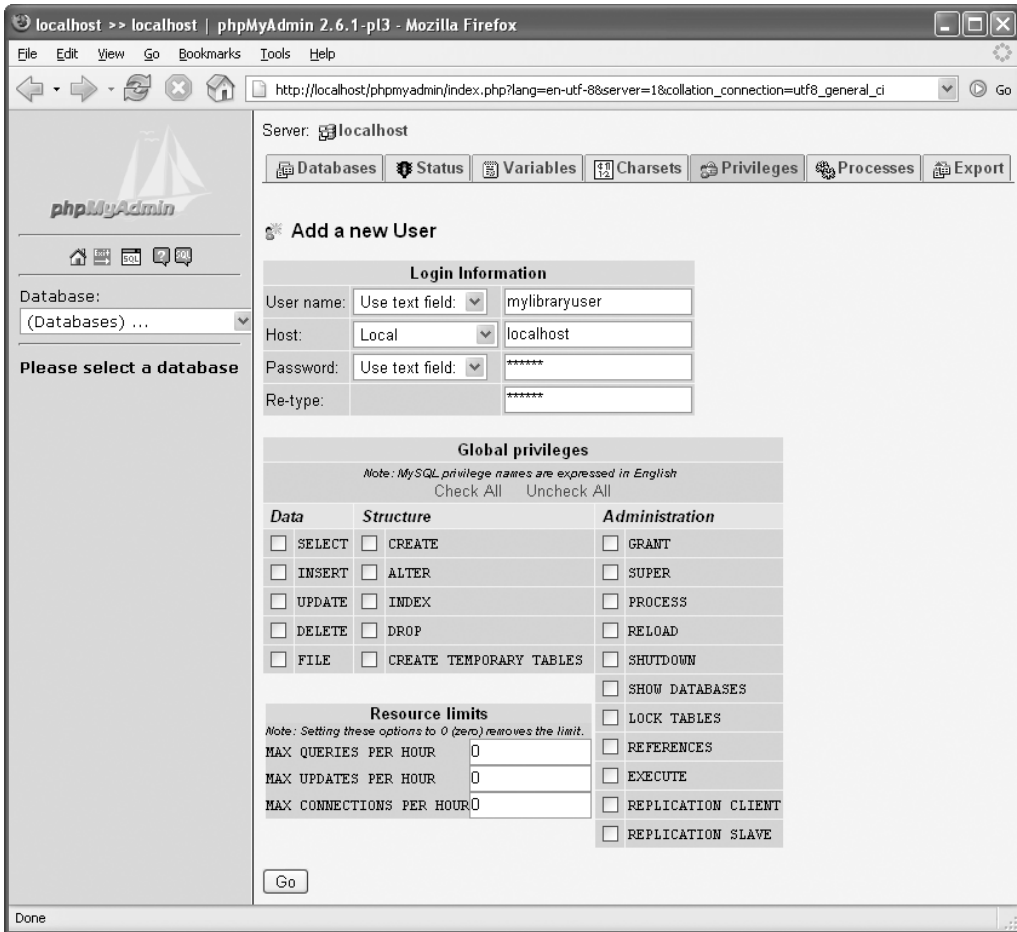 localhost >> localhost | phpMyAdmin 2.6.1-pl3 - Mozilla Firefox
File Edit View Go Bookmarks Tools Help
http://localhost/phpmyadmin/index.php?lang=en-utf-8&server=1&collation_connection=utf8_general_ci Go
Server: localhost
Databases Status Variables Charsets Privileges Processes Export
phpMyAdmin
Exit SQL ? SQL
Database:
(Databases) ...
Please select a database
Add a new User
Login Information
User name: Use text field: mylibraryuser
Host: Local localhost
Password: Use text field: ******
Re-type: ******
Global privileges
Note: MySQL privilege names are expressed in English
Check All Uncheck All
Data Structure Administration
SELECT CREATE GRANT
INSERT ALTER SUPER
UPDATE INDEX PROCESS
DELETE DROP RELOAD
FILE CREATE TEMPORARY TABLES SHUTDOWN
SHOW DATABASES
LOCK TABLES
REFERENCES
EXECUTE
REPLICATION CLIENT
REPLICATION SLAVE
Resource limits
Note: Setting these options to 0 (zero) removes the limit.
MAX QUERIES PER HOUR 0
MAX UPDATES PER HOUR 0
MAX CONNECTIONS PER HOUR 0
Go
Done